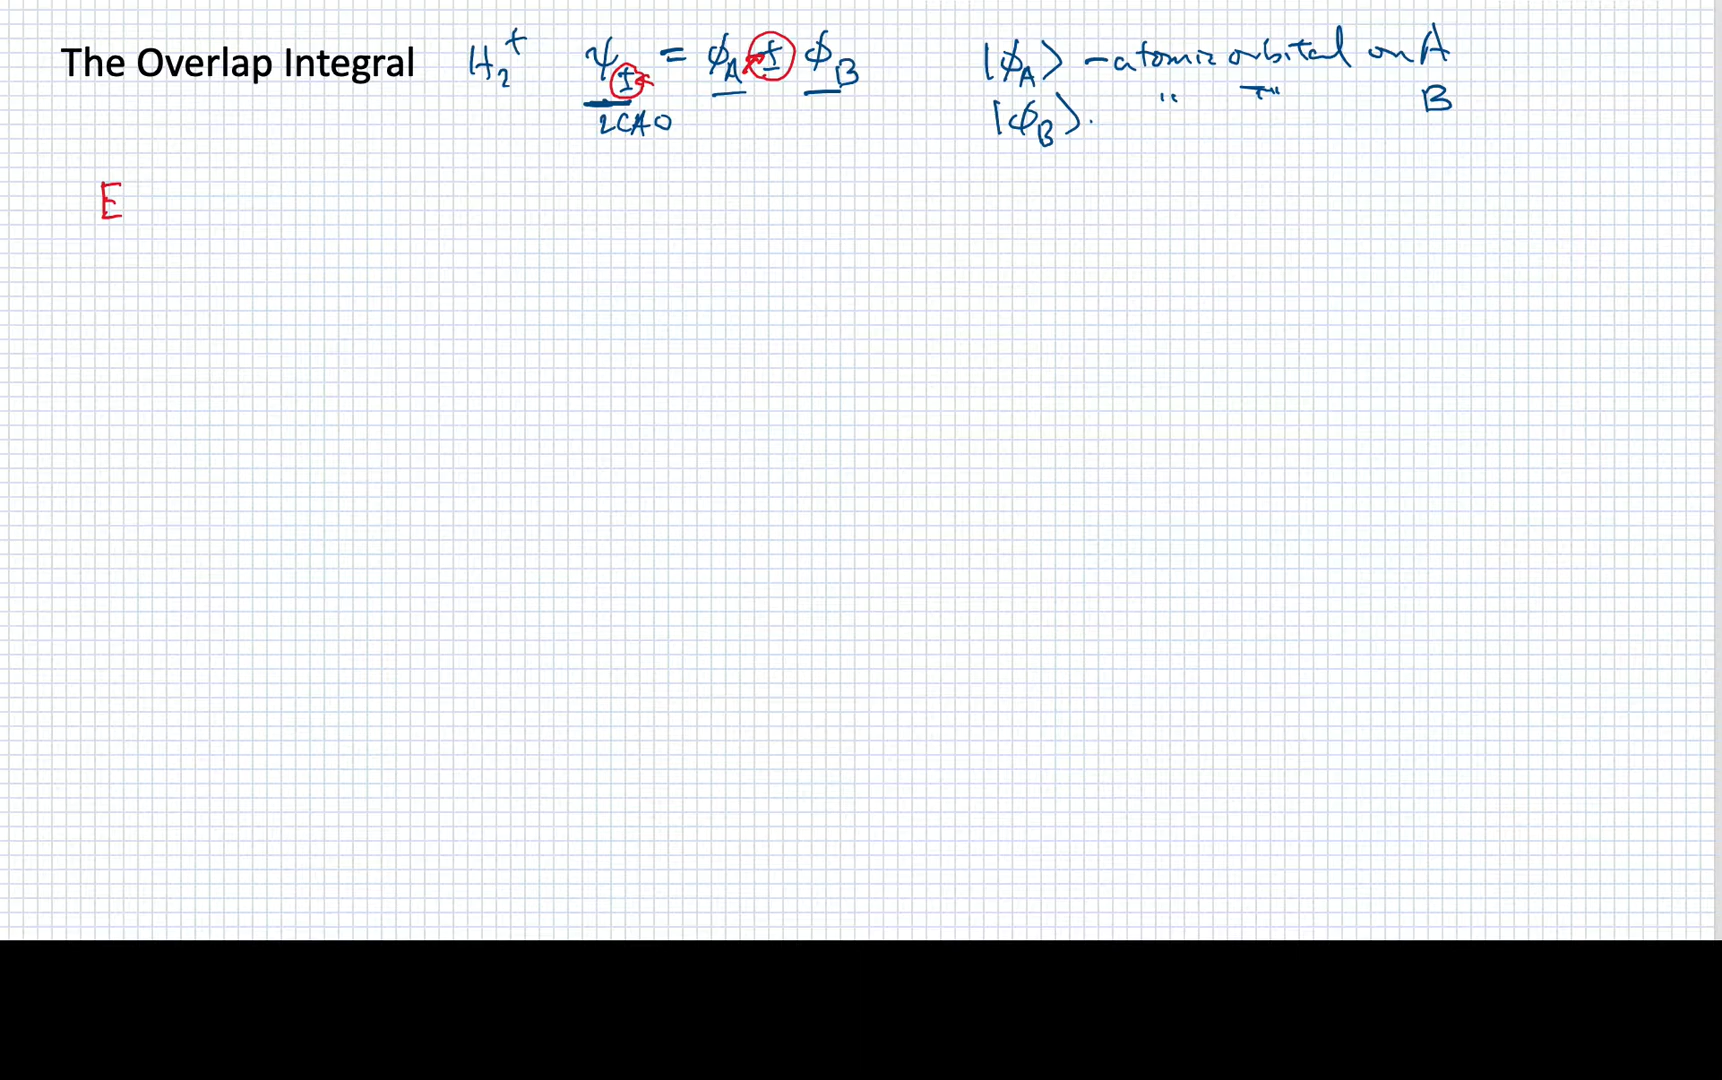 The Overlap Integral H₂⁺ ψ± = ϕA ± ϕB |ϕA⟩ – atomic orbital on A
LCAO |ϕB⟩. " " B
E